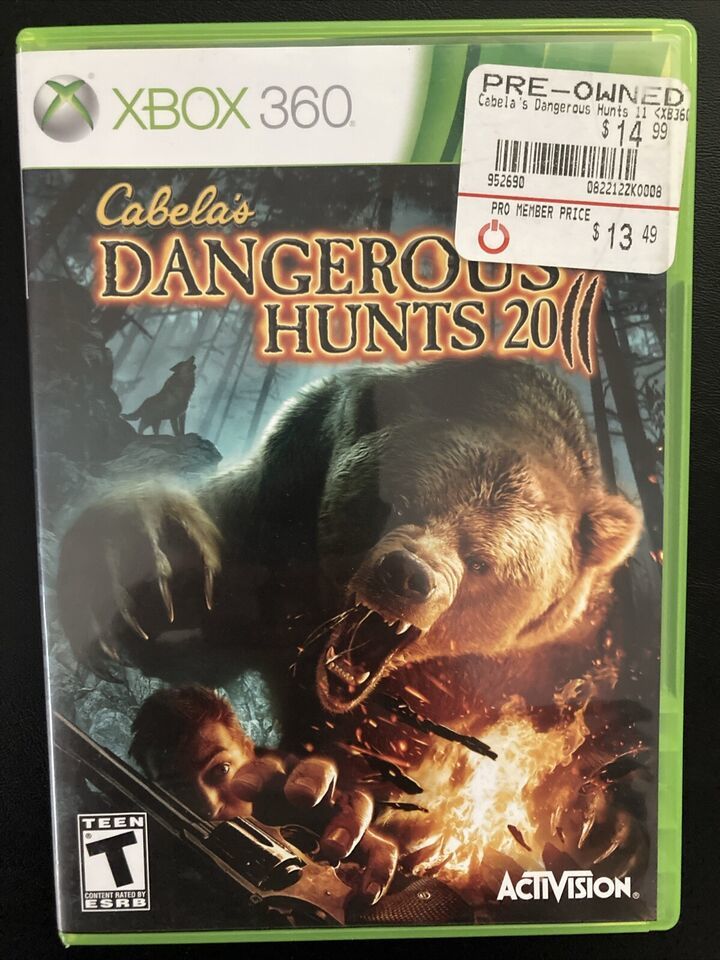 XBOX 360.
PRE-OWNED
Cabela's Dangerous Hunts 11 <XB360
$ 14 99
952690 082212ZK0008
PRO MEMBER PRICE
$ 13 49
Cabela's
DANGEROUS
HUNTS 2011
TEEN
T
CONTENT RATED BY
ESRB
ACTIVISION.